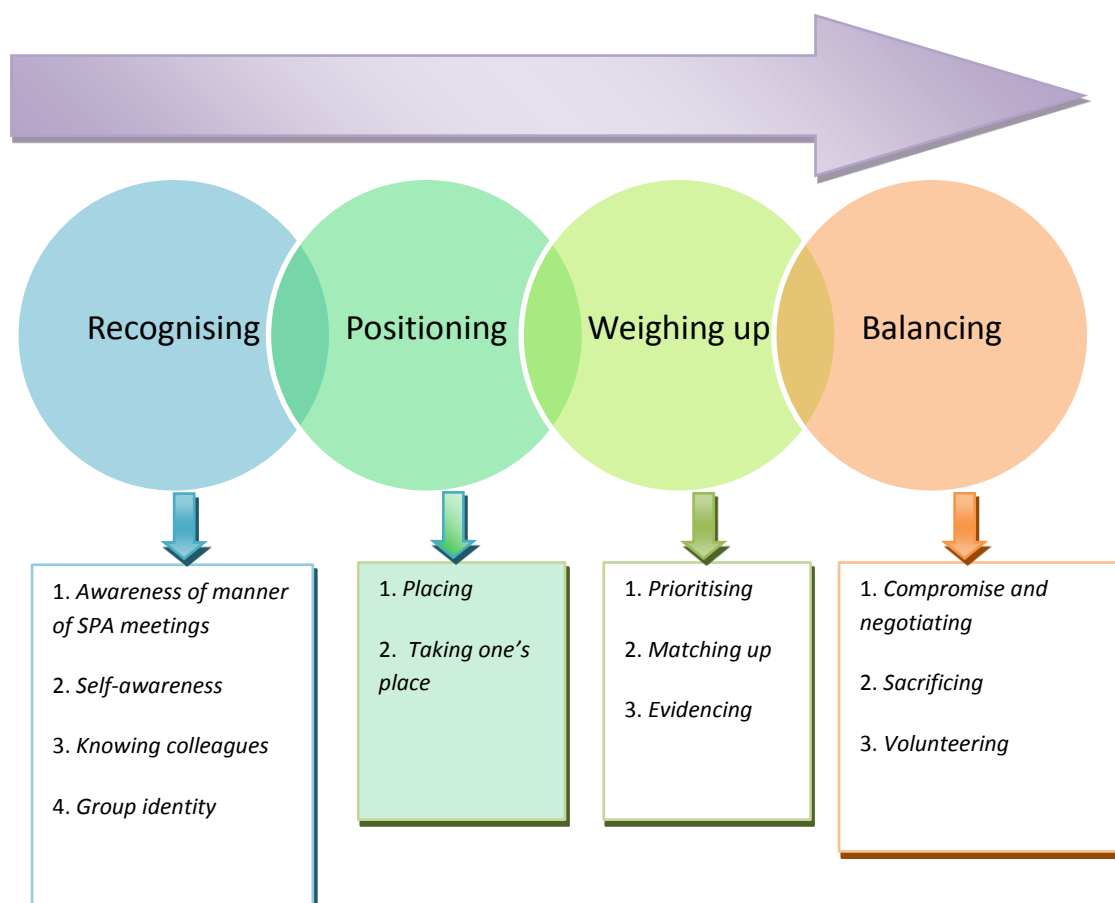 Recognising
Positioning
Weighing up
Balancing
1. Awareness of manner
of SPA meetings
2. Self-awareness
3. Knowing colleagues
4. Group identity
1. Placing
2. Taking one’s
place
1. Prioritising
2. Matching up
3. Evidencing
1. Compromise and
negotiating
2. Sacrificing
3. Volunteering